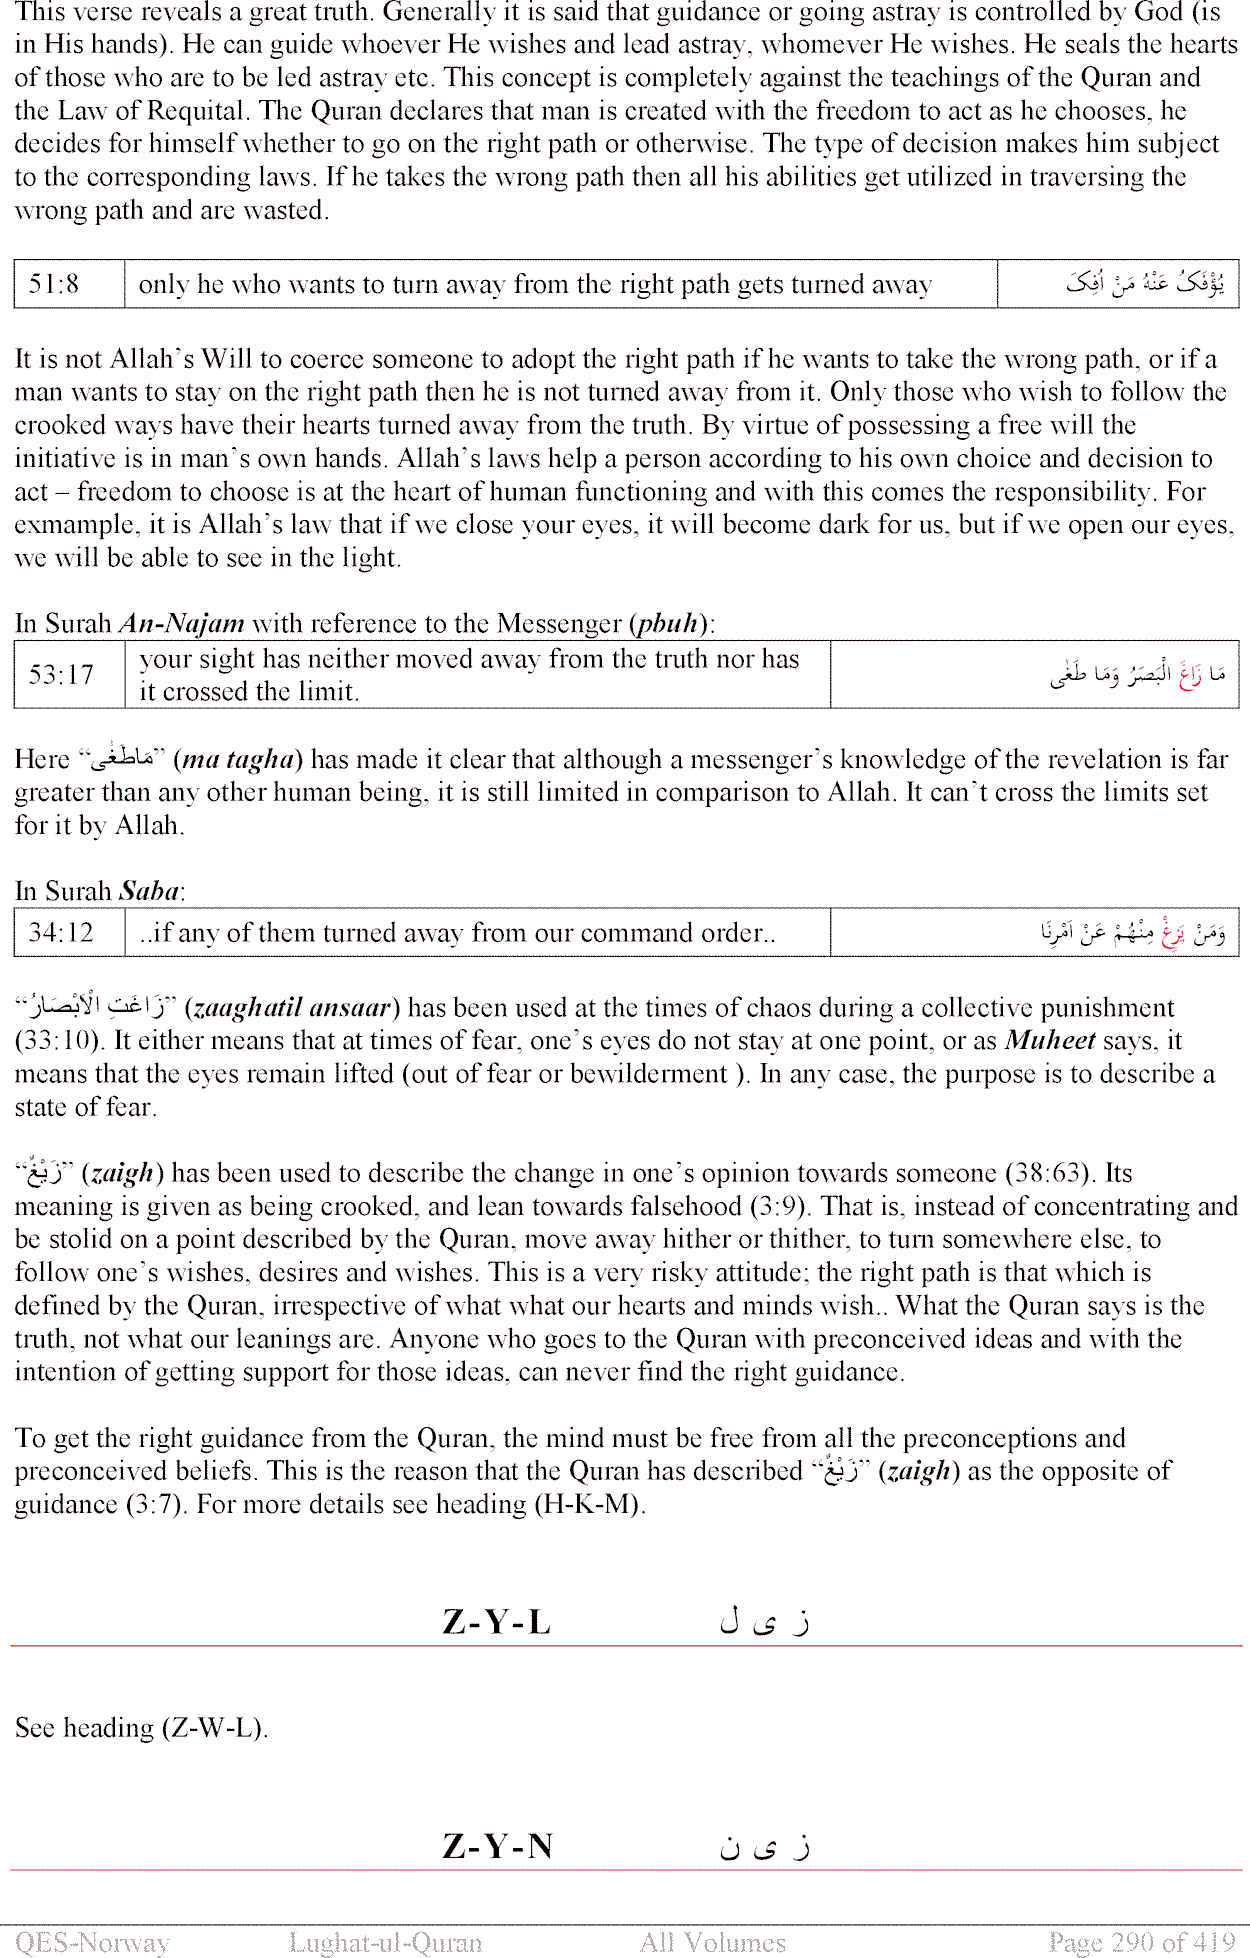 This verse reveals a great truth. Generally it is said that guidance or going astray is controlled by God (is
in His hands). He can guide whoever He wishes and lead astray, whomever He wishes. He seals the hearts
of those who are to be led astray etc. This concept is completely against the teachings of the Quran and
the Law of Requital. The Quran declares that man is created with the freedom to act as he chooses, he
decides for himself whether to go on the right path or otherwise. The type of decision makes him subject
to the corresponding laws. If he takes the wrong path then all his abilities get utilized in traversing the
wrong path and are wasted.
51:8 only he who wants to turn away from the right path gets turned away يُؤْفَکُ عَنْهُ مَنْ اُفِکَ
It is not Allah’s Will to coerce someone to adopt the right path if he wants to take the wrong path, or if a
man wants to stay on the right path then he is not turned away from it. Only those who wish to follow the
crooked ways have their hearts turned away from the truth. By virtue of possessing a free will the
initiative is in man’s own hands. Allah’s laws help a person according to his own choice and decision to
act – freedom to choose is at the heart of human functioning and with this comes the responsibility. For
exmample, it is Allah’s law that if we close your eyes, it will become dark for us, but if we open our eyes,
we will be able to see in the light.
In Surah An-Najam with reference to the Messenger (pbuh):
53:17 your sight has neither moved away from the truth nor has
it crossed the limit. مَا زَاغَ الْبَصَرُ وَمَا طَغٰی
Here “مَاطَغٰی” (ma tagha) has made it clear that although a messenger’s knowledge of the revelation is far
greater than any other human being, it is still limited in comparison to Allah. It can’t cross the limits set
for it by Allah.
In Surah Saba:
34:12 ..if any of them turned away from our command order.. وَمَنْ يَزِغْ مِنْهُمْ عَنْ اَمْرِنَا
“زَاغَتِ الْاَبْصَارُ” (zaaghatil ansaar) has been used at the times of chaos during a collective punishment
(33:10). It either means that at times of fear, one’s eyes do not stay at one point, or as Muheet says, it
means that the eyes remain lifted (out of fear or bewilderment ). In any case, the purpose is to describe a
state of fear.
“زَيْغٌ” (zaigh) has been used to describe the change in one’s opinion towards someone (38:63). Its
meaning is given as being crooked, and lean towards falsehood (3:9). That is, instead of concentrating and
be stolid on a point described by the Quran, move away hither or thither, to turn somewhere else, to
follow one’s wishes, desires and wishes. This is a very risky attitude; the right path is that which is
defined by the Quran, irrespective of what what our hearts and minds wish.. What the Quran says is the
truth, not what our leanings are. Anyone who goes to the Quran with preconceived ideas and with the
intention of getting support for those ideas, can never find the right guidance.
To get the right guidance from the Quran, the mind must be free from all the preconceptions and
preconceived beliefs. This is the reason that the Quran has described “زَيْغٌ” (zaigh) as the opposite of
guidance (3:7). For more details see heading (H-K-M).
Z-Y-L ز ی ل
See heading (Z-W-L).
Z-Y-N ز ی ن
QES-Norway Lughat-ul-Quran All Volumes Page 290 of 419